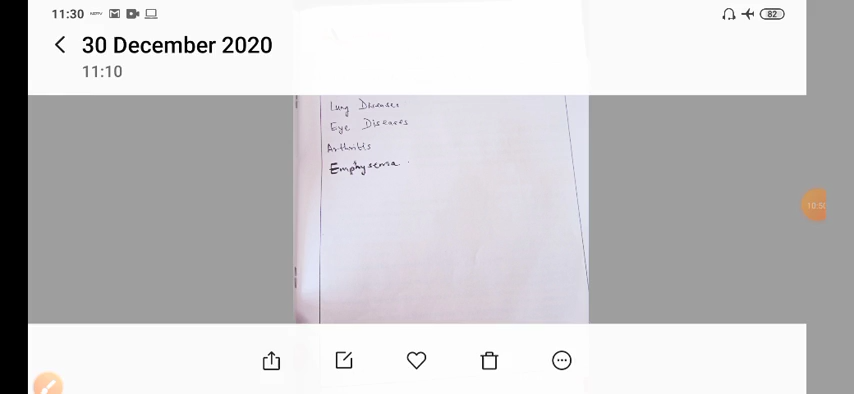 11:30
82
30 December 2020
11:10
Lung Diseases
Eye Diseases
Arthritis
Emphysema
10:50